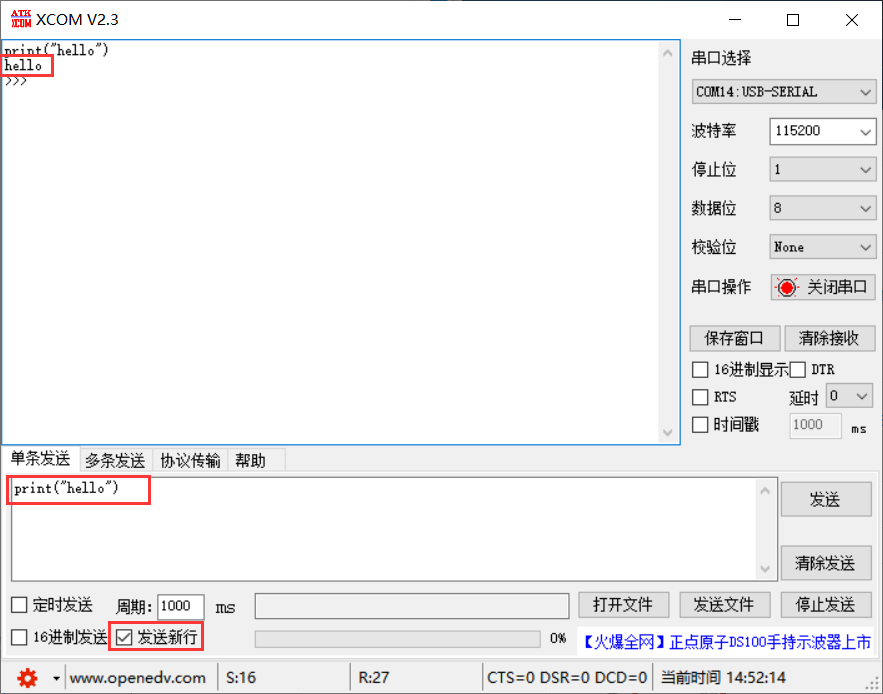 ATK XCOM XCOM V2.3
print("hello")
hello
>>>
串口选择
COM14:USB-SERIAL
波特率 115200
停止位 1
数据位 8
校验位 None
串口操作 关闭串口
保存窗口 清除接收
16进制显示 DTR
RTS 延时 0
时间戳 1000 ms
单条发送 多条发送 协议传输 帮助
print("hello")
发送
清除发送
定时发送 周期: 1000 ms 打开文件 发送文件 停止发送
16进制发送 发送新行 0% 【火爆全网】正点原子DS100手持示波器上市
www.openedv.com S:16 R:27 CTS=0 DSR=0 DCD=0 当前时间 14:52:14